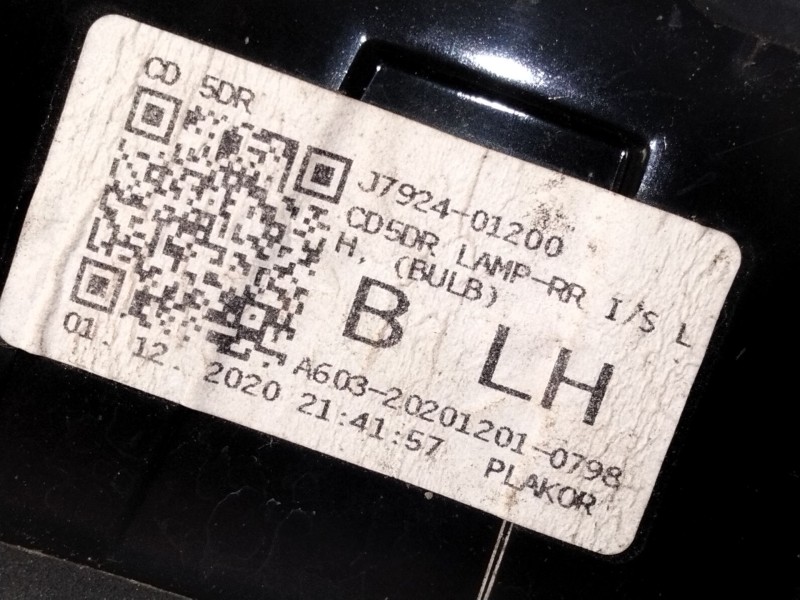 CD 5DR
J7924-01200
CD5DR LAMP-RR I/S L
H, (BULB)
B LH
A603-20201201-0798
01. 12. 2020 21:41:57 PLAKOR